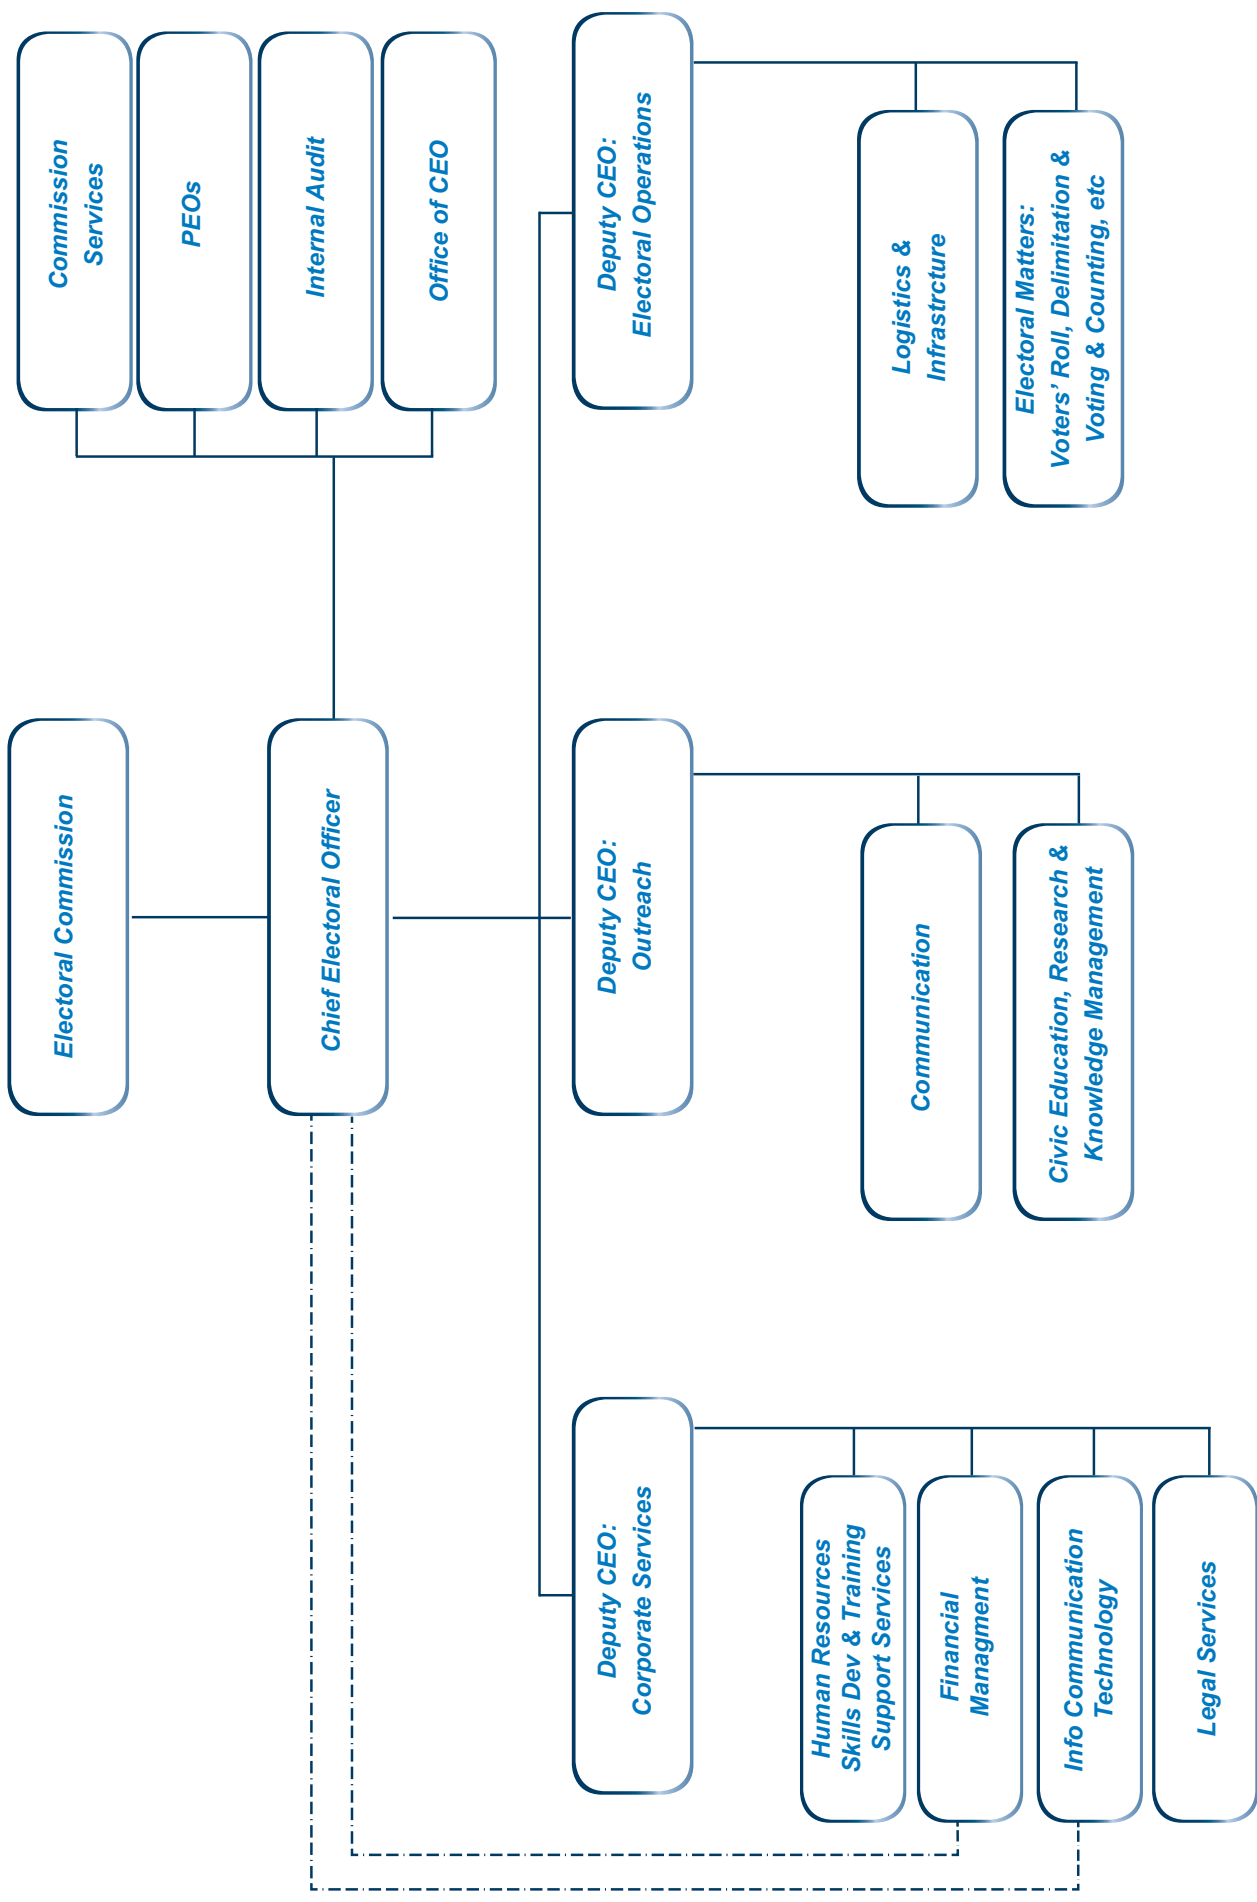 Electoral Commission
Commission
Services
PEOs
Chief Electoral Officer
Internal Audit
Office of CEO
Deputy CEO:
Corporate Services
Deputy CEO:
Outreach
Deputy CEO:
Electoral Operations
Human Resources
Skills Dev & Training
Support Services
Financial
Managment
Info Communication
Technology
Legal Services
Communication
Civic Education, Research &
Knowledge Management
Logistics &
Infrastrcture
Electoral Matters:
Voters’ Roll, Delimitation &
Voting & Counting, etc